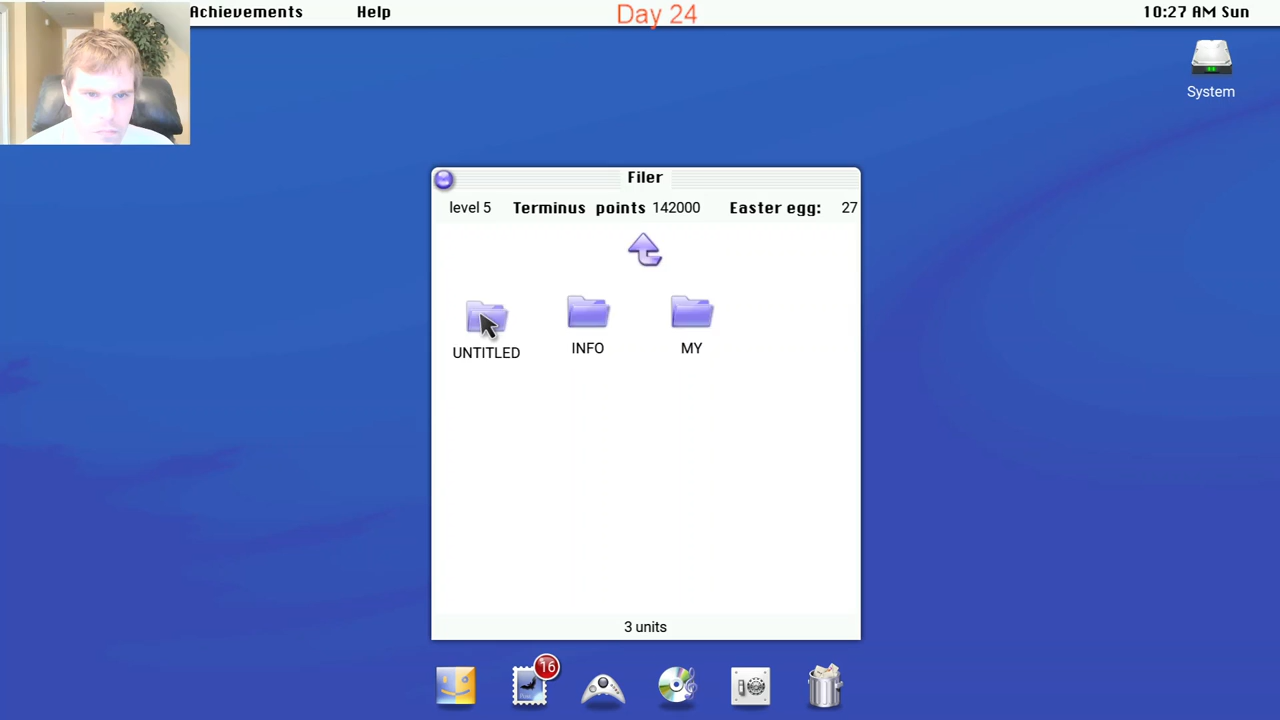 Achievements Help Day 24 10:27 AM Sun
System
Filer
level 5 Terminus points 142000 Easter egg: 27
UNTITLED INFO MY
3 units
16